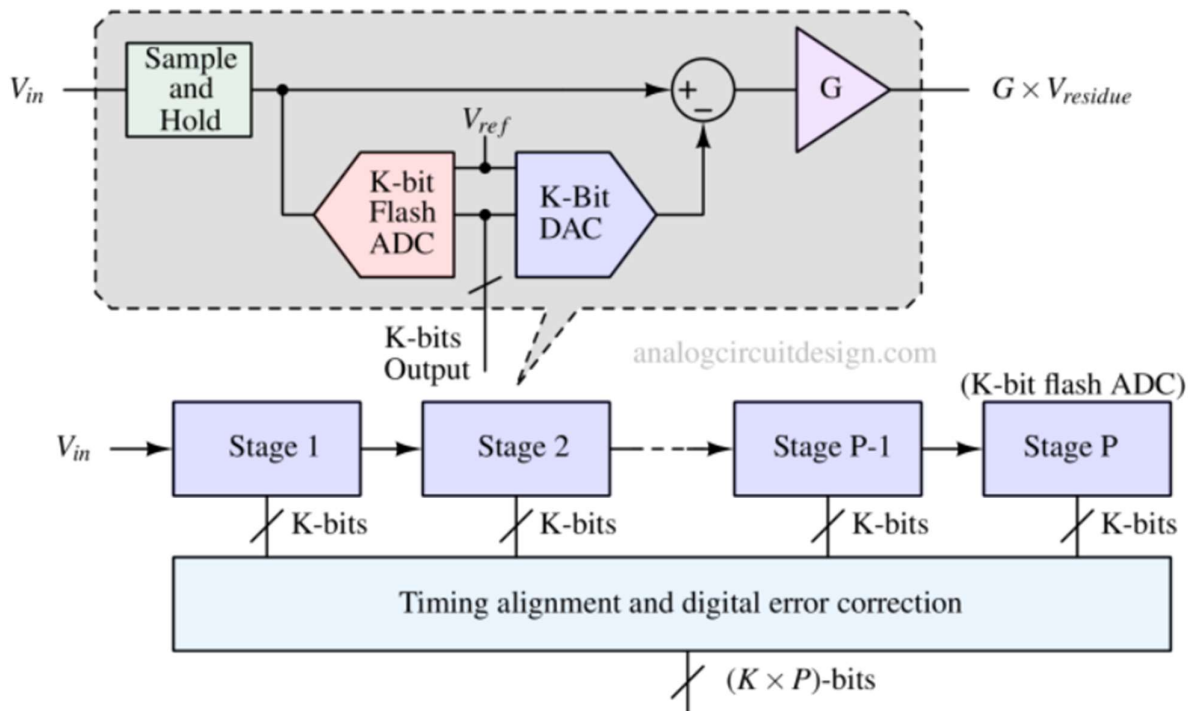 Sample
and
Hold
V_in
+
−
G
G × V_residue
V_ref
K-bit
Flash
ADC
K-Bit
DAC
K-bits
Output
analogcircuitdesign.com
(K-bit flash ADC)
V_in
Stage 1
Stage 2
Stage P-1
Stage P
K-bits
K-bits
K-bits
K-bits
Timing alignment and digital error correction
(K × P)-bits